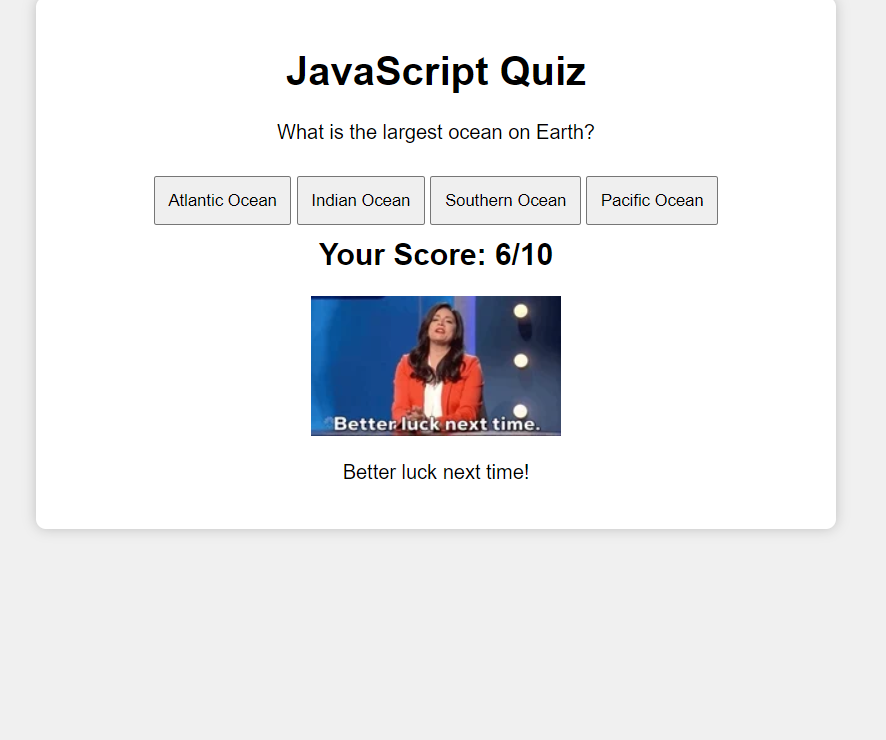 JavaScript Quiz
What is the largest ocean on Earth?
Atlantic Ocean Indian Ocean Southern Ocean Pacific Ocean
Your Score: 6/10
Better luck next time.
Better luck next time!